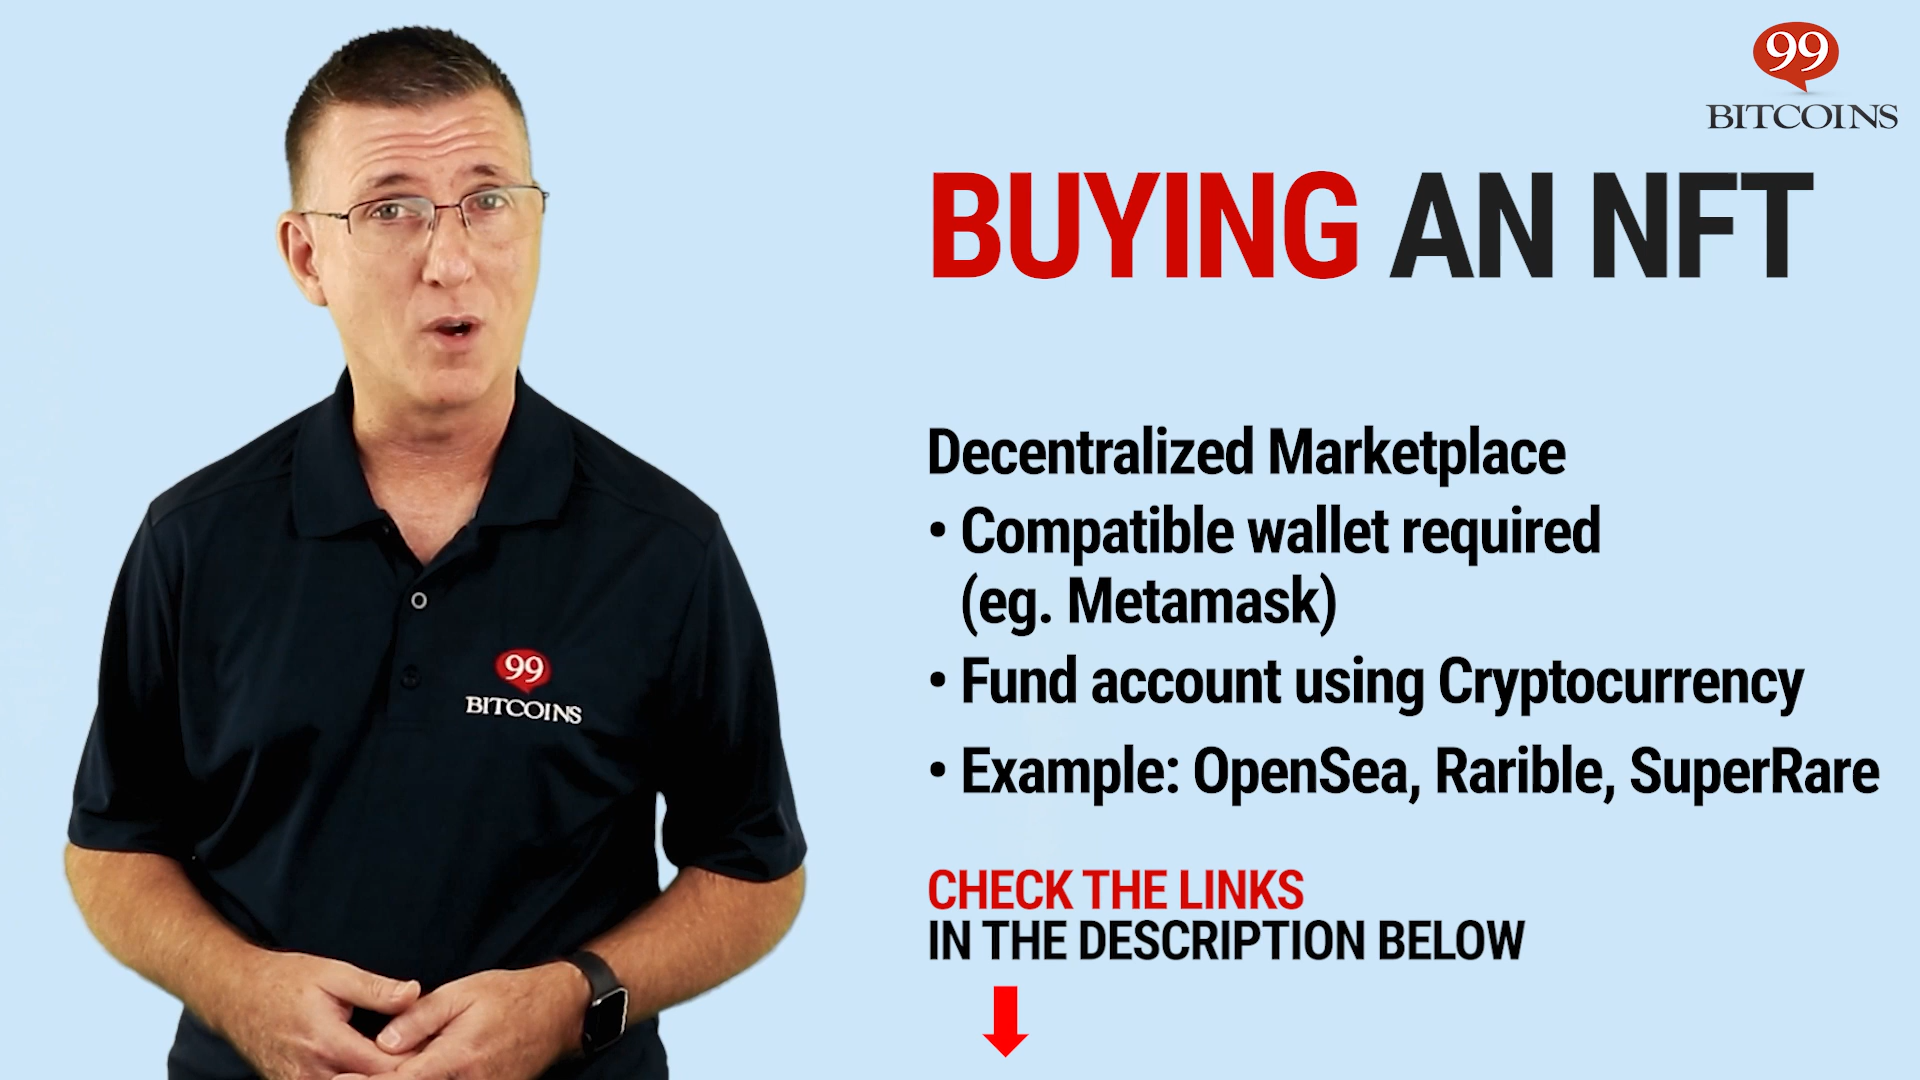 99
BITCOINS
BUYING AN NFT
Decentralized Marketplace
• Compatible wallet required
(eg. Metamask)
• Fund account using Cryptocurrency
• Example: OpenSea, Rarible, SuperRare
99
BITCOINS
CHECK THE LINKS
IN THE DESCRIPTION BELOW